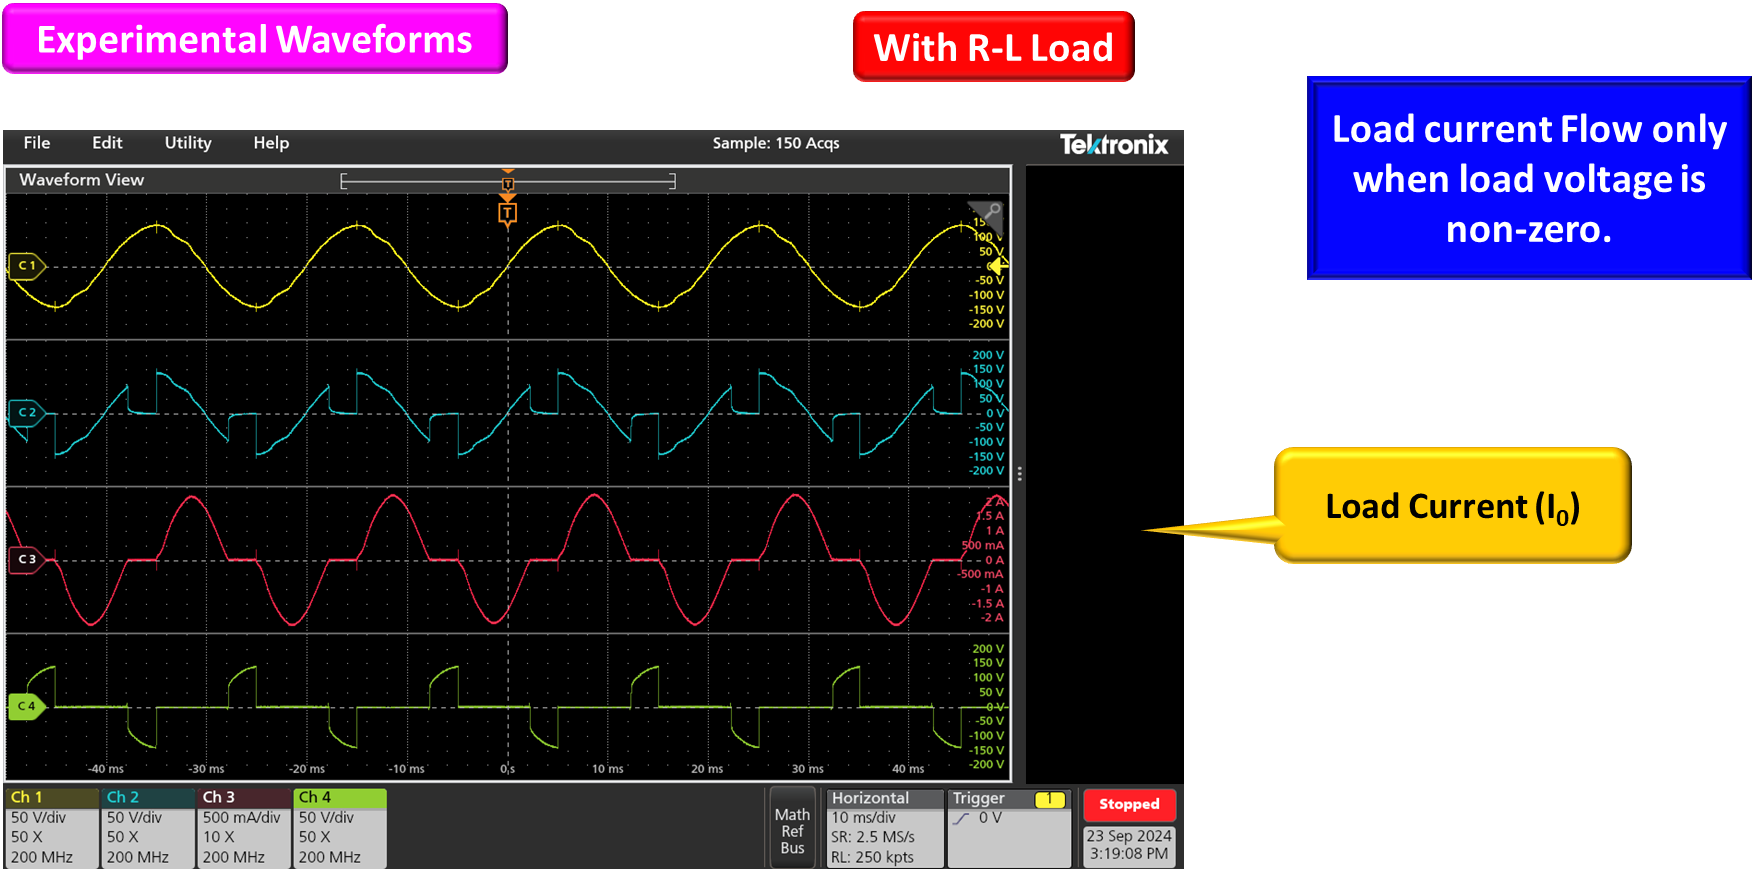 Experimental Waveforms
With R-L Load
Load current Flow only
when load voltage is
non-zero.
File Edit Utility Help
Sample: 150 Acqs
Tektronix
Waveform View
T
T
C 1
100 V
50 V
-50 V
-100 V
-150 V
-200 V
C 2
200 V
150 V
100 V
50 V
0 V
-50 V
-100 V
-150 V
-200 V
C 3
2 A
1.5 A
1 A
500 mA
0 A
-500 mA
-1 A
-1.5 A
-2 A
Load Current (I₀)
C 4
200 V
150 V
100 V
50 V
0 V
-50 V
-100 V
-150 V
-200 V
-40 ms -30 ms -20 ms -10 ms 0 s 10 ms 20 ms 30 ms 40 ms
Ch 1
50 V/div
50 X
200 MHz
Ch 2
50 V/div
50 X
200 MHz
Ch 3
500 mA/div
10 X
200 MHz
Ch 4
50 V/div
50 X
200 MHz
Math
Ref
Bus
Horizontal
10 ms/div
SR: 2.5 MS/s
RL: 250 kpts
Trigger 1
0 V
Stopped
23 Sep 2024
3:19:08 PM